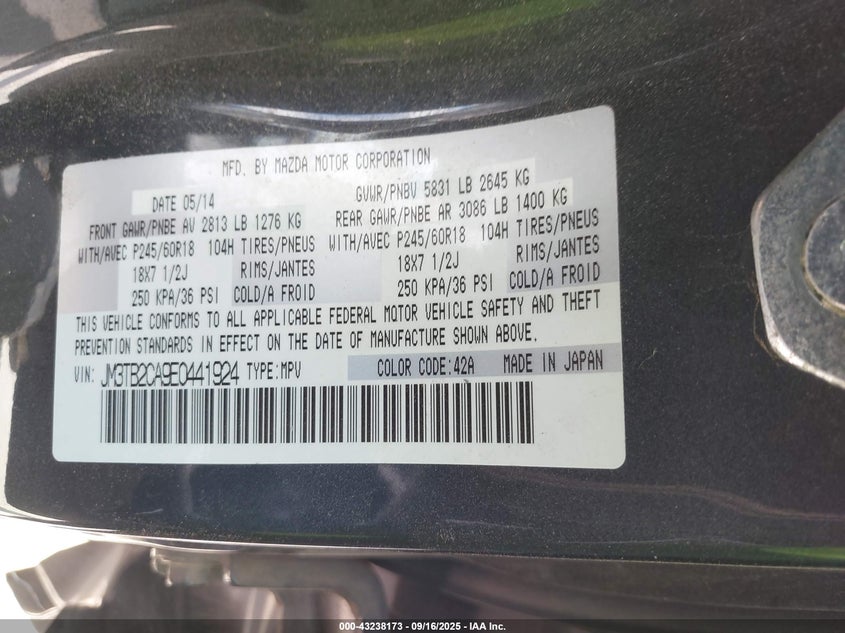 MFD. BY MAZDA MOTOR CORPORATION
DATE 05/14 GVWR/PNBV 5831 LB 2645 KG
FRONT GAWR/PNBE AV 2813 LB 1276 KG REAR GAWR/PNBE AR 3086 LB 1400 KG
WITH/AVEC P245/60R18 104H TIRES/PNEUS WITH/AVEC P245/60R18 104H TIRES/PNEUS
18X7 1/2J RIMS/JANTES 18X7 1/2J RIMS/JANTES
250 KPA/36 PSI COLD/A FROID 250 KPA/36 PSI COLD/A FROID
THIS VEHICLE CONFORMS TO ALL APPLICABLE FEDERAL MOTOR VEHICLE SAFETY AND THEFT
PREVENTION STANDARDS IN EFFECT ON THE DATE OF MANUFACTURE SHOWN ABOVE.
VIN: JM3TB2CA9E0441924 TYPE:MPV COLOR CODE:42A MADE IN JAPAN
000-43238173 - 09/16/2025 - IAA Inc.